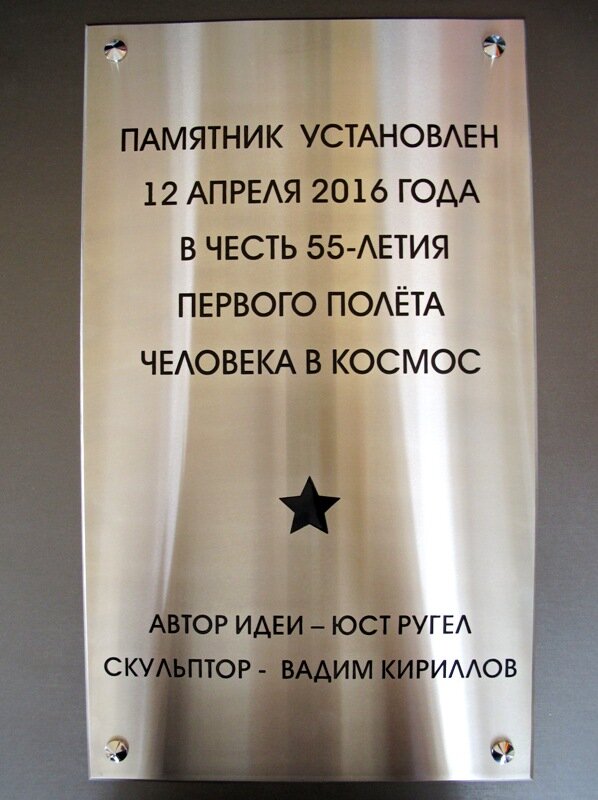 ПАМЯТНИК УСТАНОВЛЕН
12 АПРЕЛЯ 2016 ГОДА
В ЧЕСТЬ 55-ЛЕТИЯ
ПЕРВОГО ПОЛЁТА
ЧЕЛОВЕКА В КОСМОС
АВТОР ИДЕИ – ЮСТ РУГЕЛ
СКУЛЬПТОР - ВАДИМ КИРИЛЛОВ